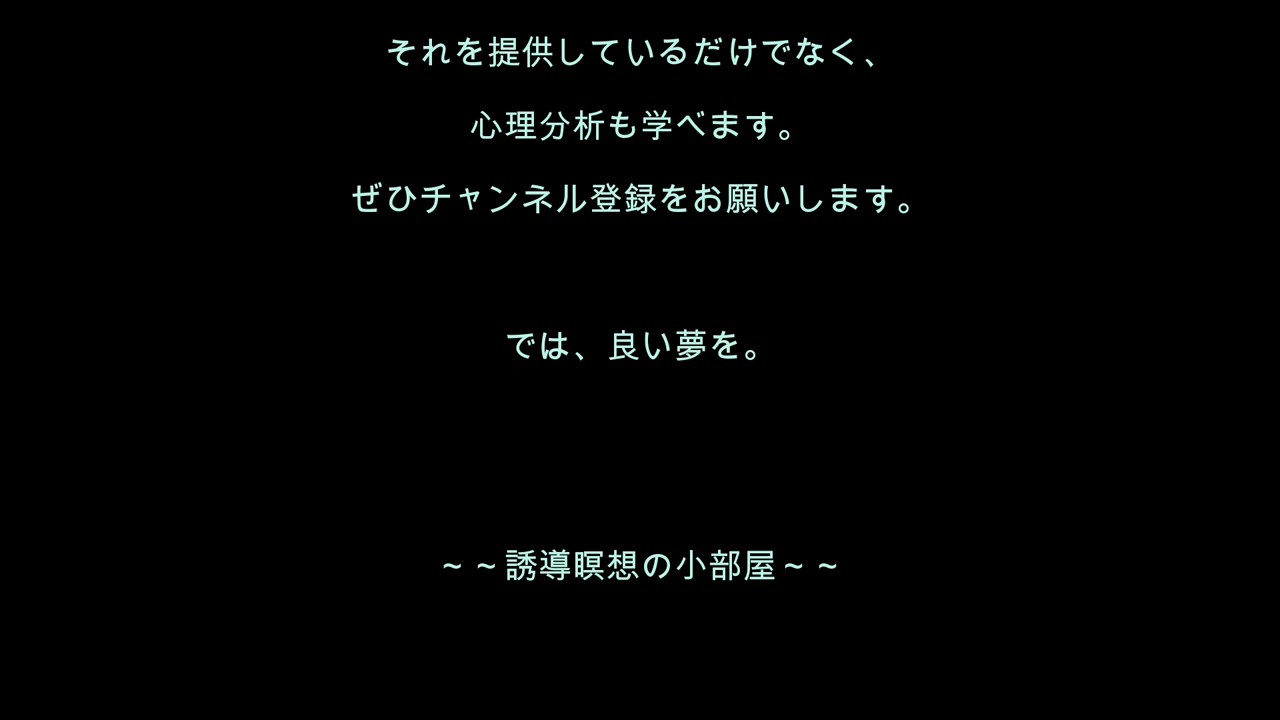 それを提供しているだけでなく、
心理分析も学べます。
ぜひチャンネル登録をお願いします。
では、良い夢を。
～～誘導瞑想の小部屋～～